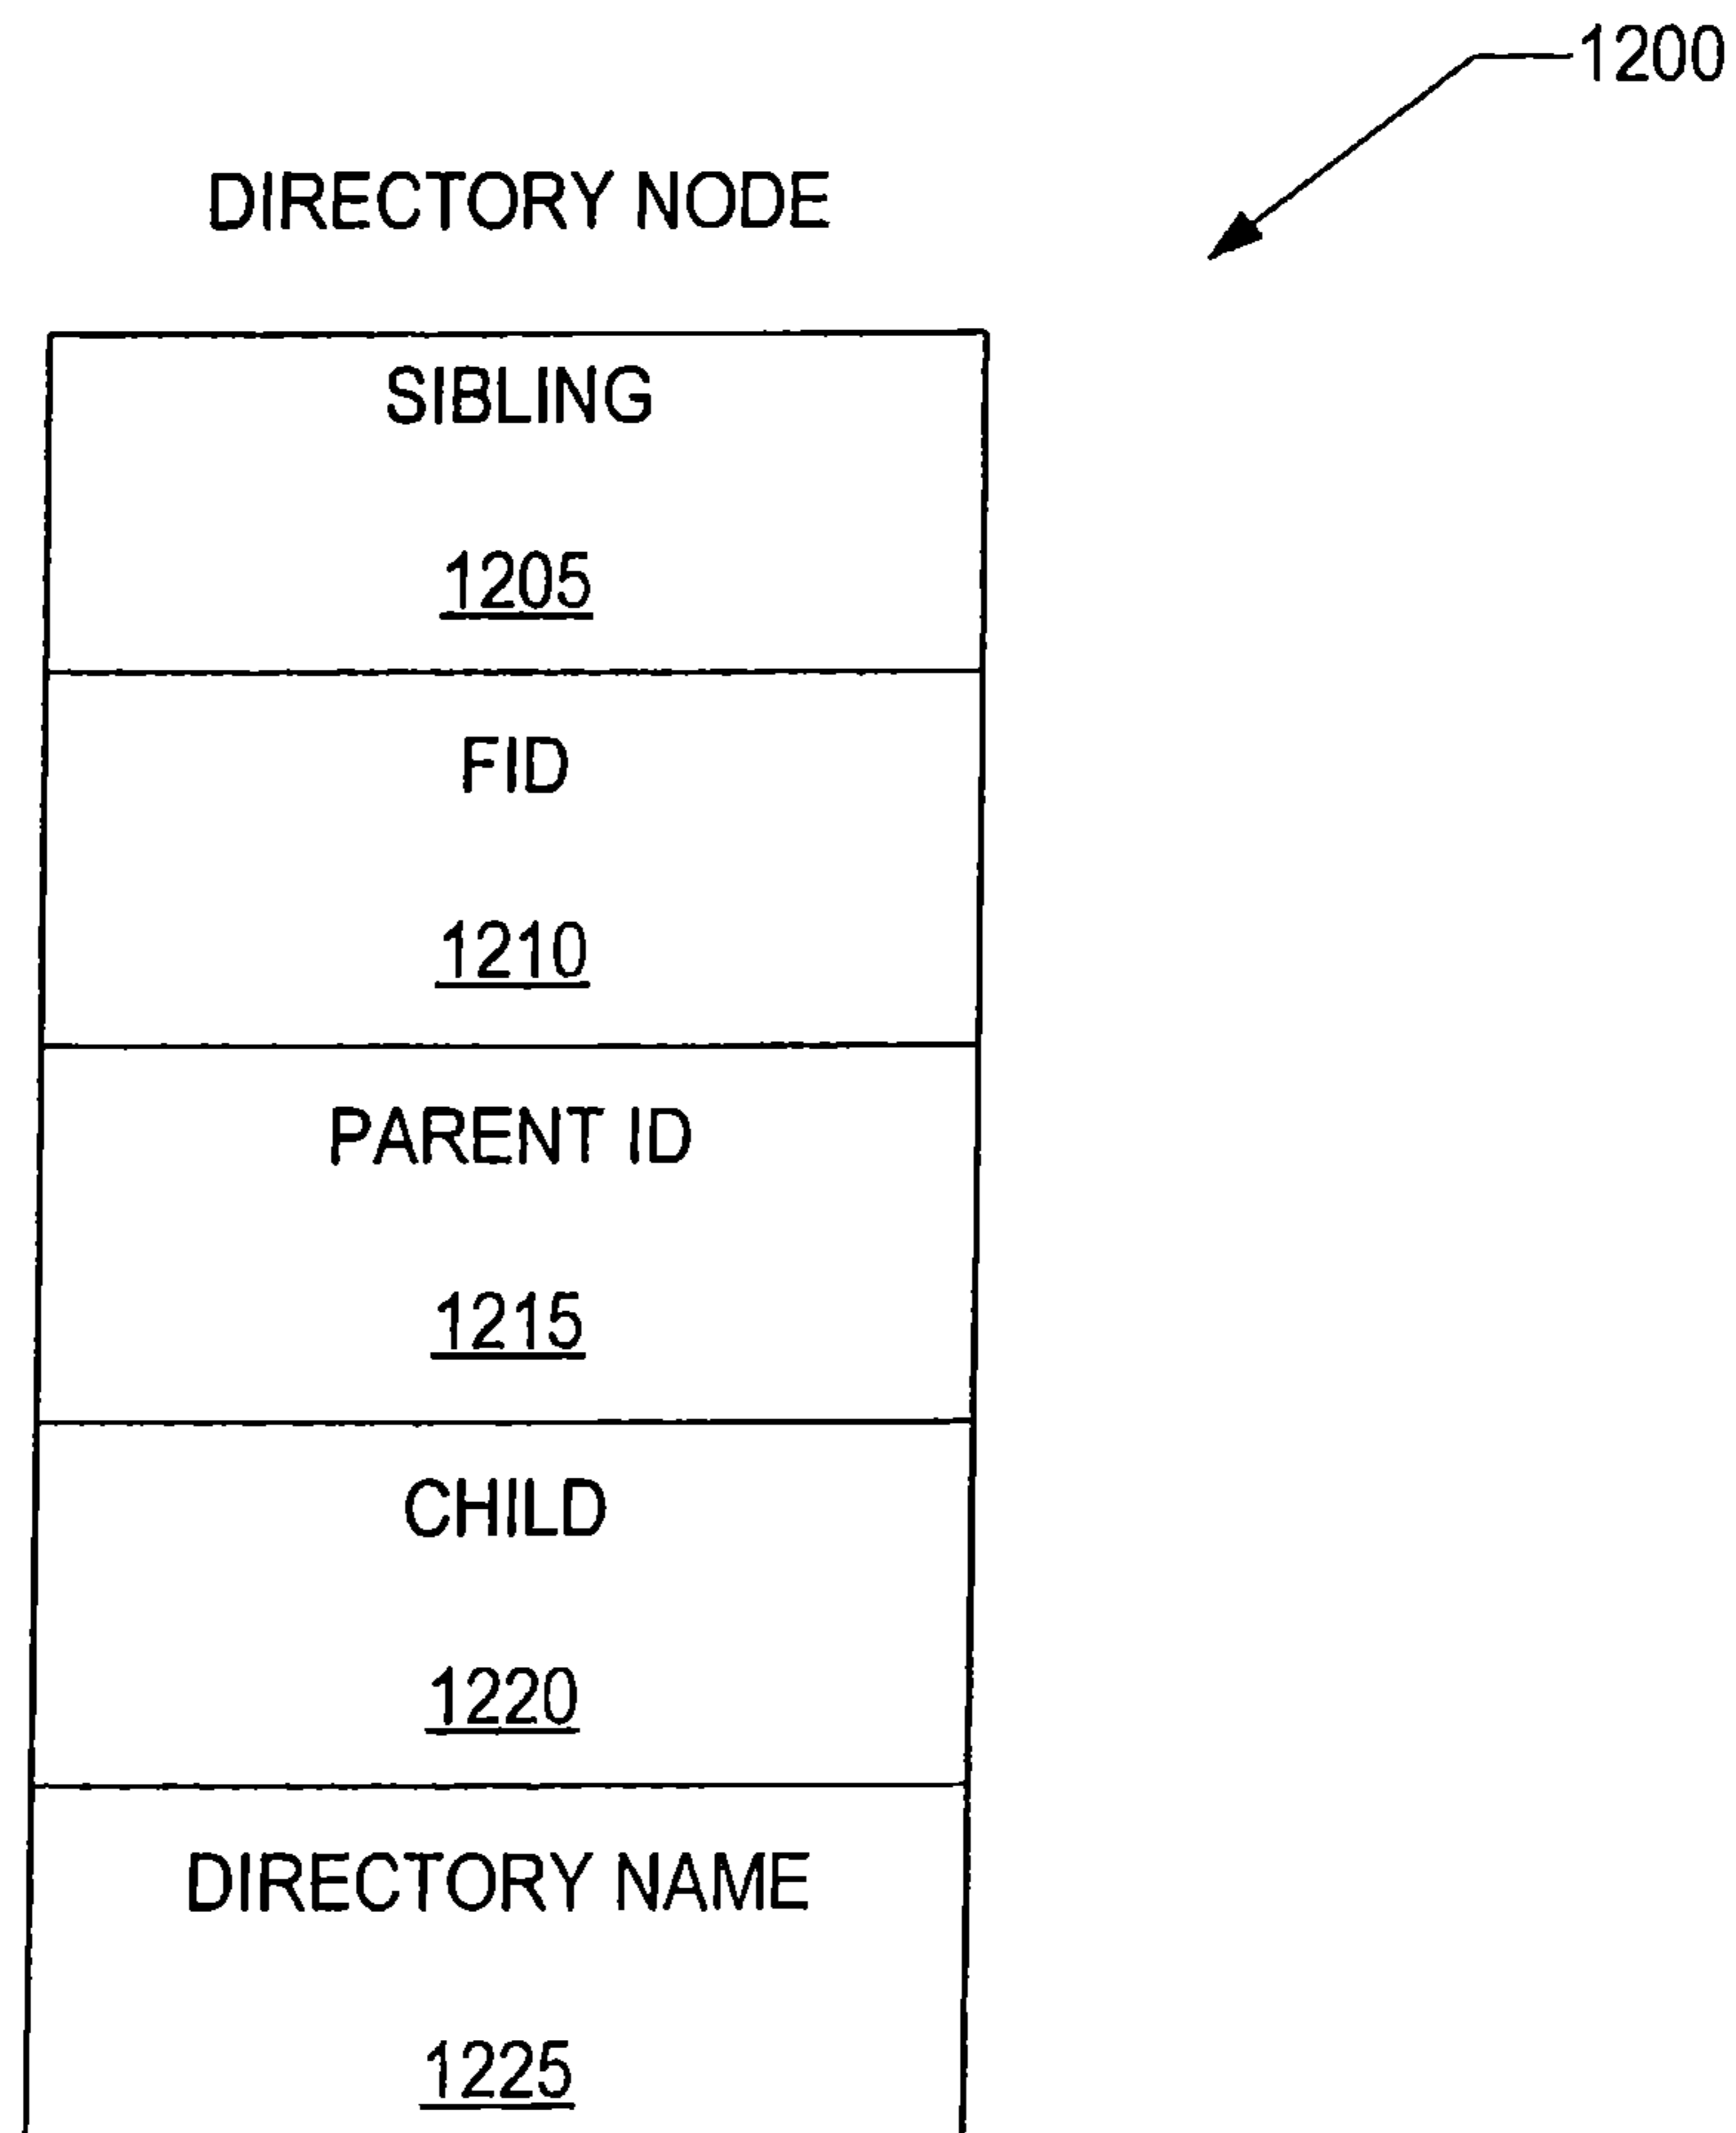 1200
DIRECTORY NODE
SIBLING
1205
FID
1210
PARENT ID
1215
CHILD
1220
DIRECTORY NAME
1225